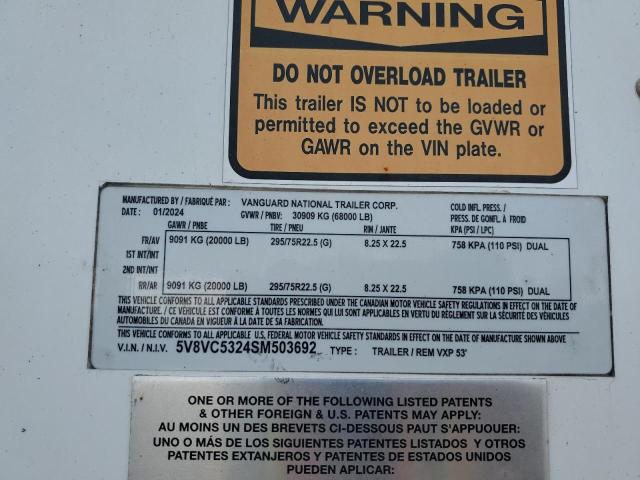 WARNING
DO NOT OVERLOAD TRAILER
This trailer IS NOT to be loaded or
permitted to exceed the GVWR or
GAWR on the VIN plate.
MANUFACTURED BY / FABRIQUÉ PAR : VANGUARD NATIONAL TRAILER CORP.
DATE : 01/2024 GVWR / PNBV: 30909 KG (68000 LB)
COLD INFL. PRESS. /
PRESS. DE GONFL. À FROID
GAWR / PNBE TIRE / PNEU RIM / JANTE KPA (PSI / LPC)
FR/AV 9091 KG (20000 LB) 295/75R22.5 (G) 8.25 X 22.5 758 KPA (110 PSI) DUAL
1ST INT/INT
2ND INT/INT
RR/AR 9091 KG (20000 LB) 295/75R22.5 (G) 8.25 X 22.5 758 KPA (110 PSI) DUAL
THIS VEHICLE CONFORMS TO ALL APPLICABLE STANDARDS PRESCRIBED UNDER THE CANADIAN MOTOR VEHICLE SAFETY REGULATIONS IN EFFECT ON THE DATE OF
MANUFACTURE / CE VÉHICULE EST CONFORME À TOUTES LES NORMES QUI LUI SONT APPLICABLES EN VERTU DU RÈGLEMENT SUR LA SÉCURITÉ DES VÉHICULES
AUTOMOBILES DU CANADA EN VIGUEUR À LA DATE DE SA FABRICATION.
THIS VEHICLE CONFORMS TO ALL APPLICABLE U.S. FEDERAL MOTOR VEHICLE SAFETY STANDARDS IN EFFECT ON THE DATE OF MANUFACTURE SHOWN ABOVE
V.I.N. / N.I.V. 5V8VC5324SM503692 TYPE : TRAILER / REM VXP 53'
ONE OR MORE OF THE FOLLOWING LISTED PATENTS
& OTHER FOREIGN & U.S. PATENTS MAY APPLY:
AU MOINS UN DES BREVETS CI-DESSOUS PAUT S'APPUOUER:
UNO O MÁS DE LOS SIGUIENTES PATENTES LISTADOS Y OTROS
PATENTES EXTANJEROS Y PATENTES DE ESTADOS UNIDOS
PUEDEN APLICAR: